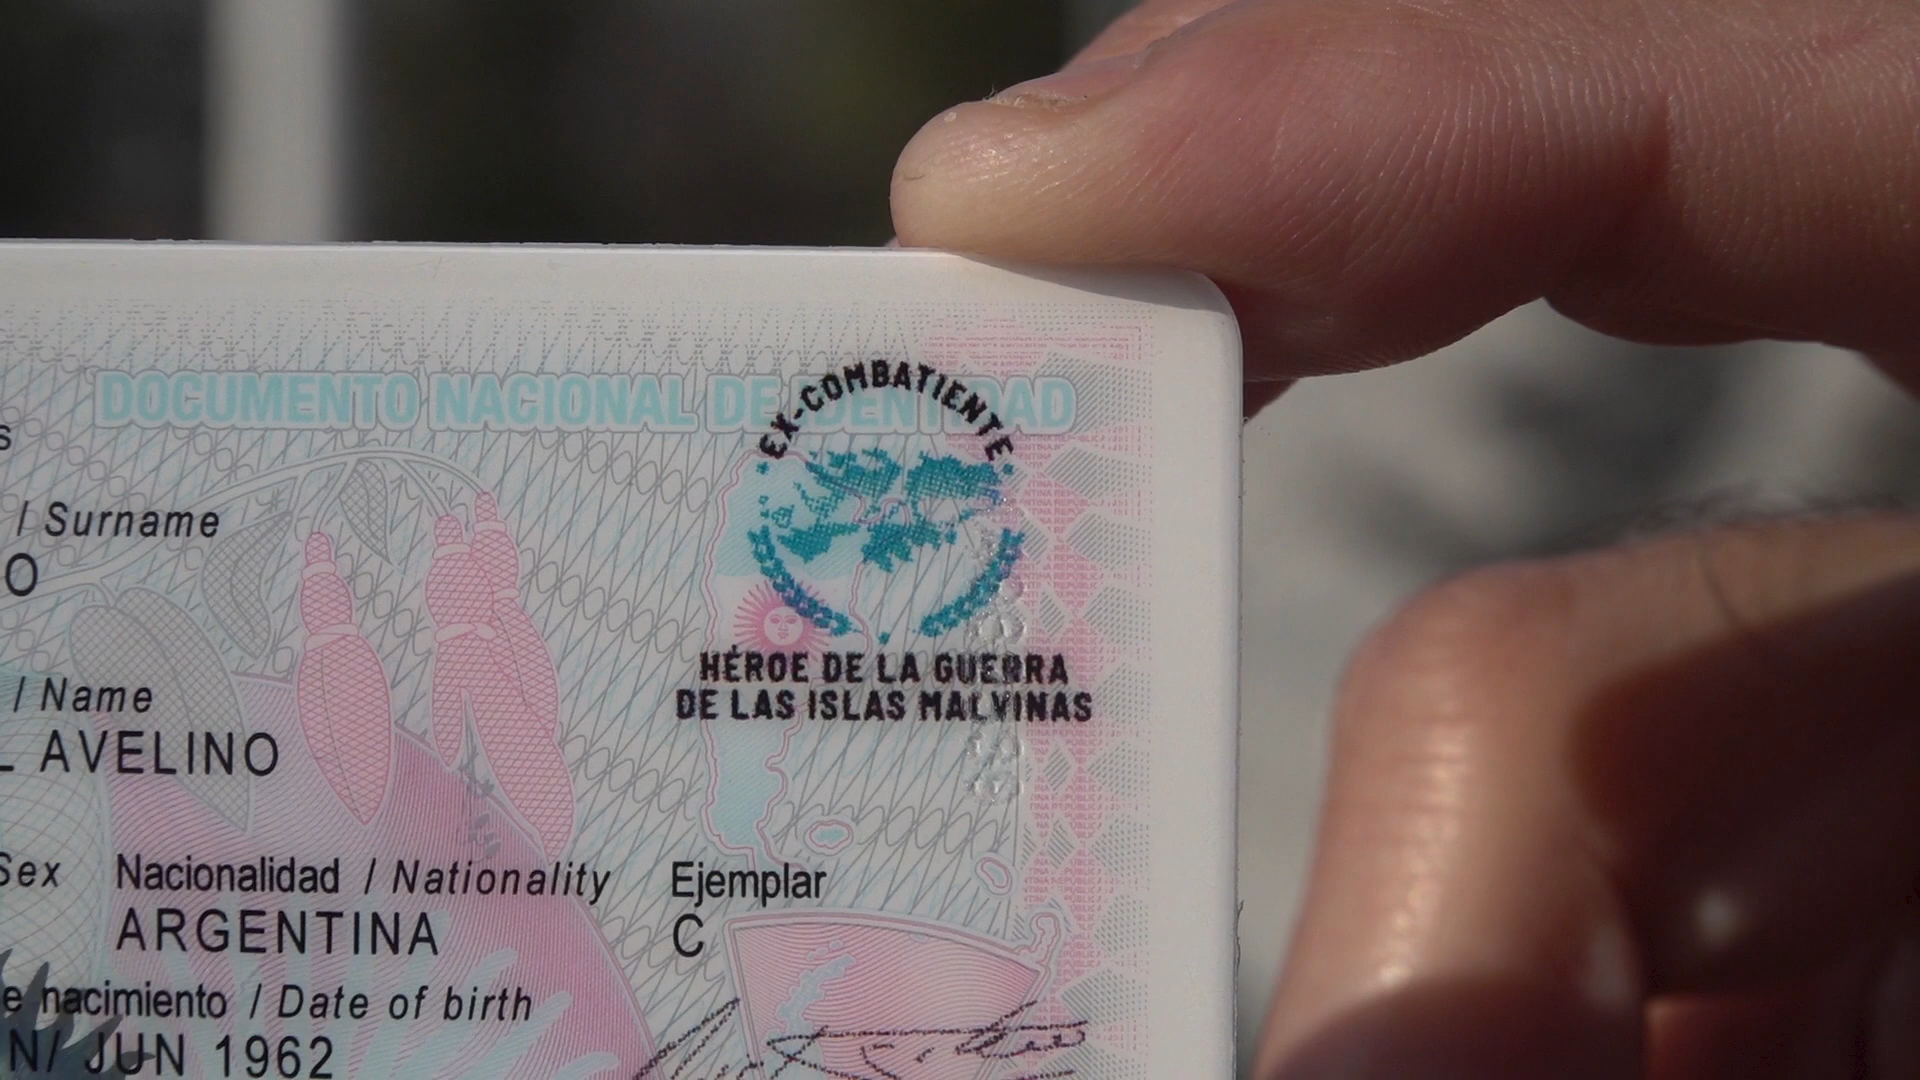 DOCUMENTO NACIONAL DE IDENTIDAD
EX-COMBATIENTE
s
/ Surname
O
HÉROE DE LA GUERRA
DE LAS ISLAS MALVINAS
/ Name
L AVELINO
Sex Nacionalidad / Nationality Ejemplar
ARGENTINA C
e nacimiento / Date of birth
N/ JUN 1962